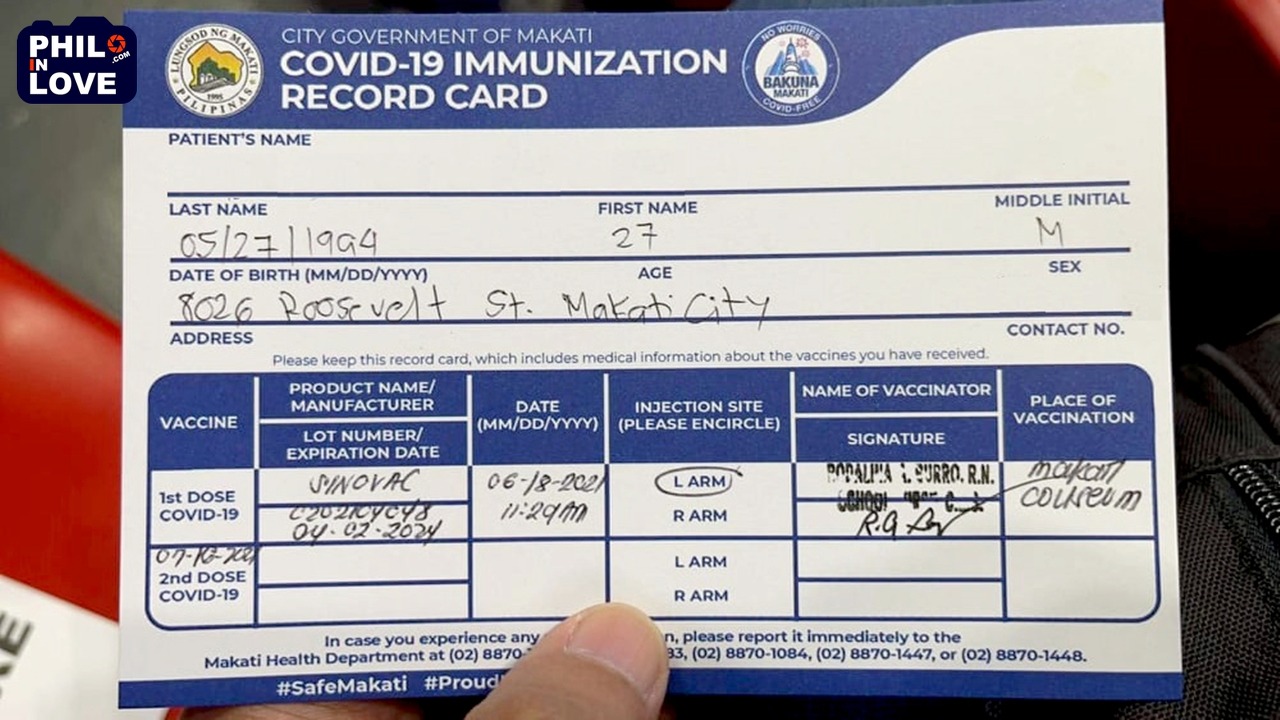 PHIL
IN
.COM
LOVE
LUNGSOD NG MAKATI
1995
PILIPINAS
CITY GOVERNMENT OF MAKATI
COVID-19 IMMUNIZATION
RECORD CARD
NO WORRIES
BAKUNA
MAKATI
COVID-FREE
PATIENT'S NAME
LAST NAME FIRST NAME MIDDLE INITIAL
05/27/1994 27 M
DATE OF BIRTH (MM/DD/YYYY) AGE SEX
8026 Roosevelt St. Makati City
ADDRESS CONTACT NO.
Please keep this record card, which includes medical information about the vaccines you have received.
VACCINE
PRODUCT NAME/
MANUFACTURER
LOT NUMBER/
EXPIRATION DATE
DATE
(MM/DD/YYYY)
INJECTION SITE
(PLEASE ENCIRCLE)
NAME OF VACCINATOR
SIGNATURE
PLACE OF
VACCINATION
1st DOSE
COVID-19
SINOVAC
04-02-2024
06-18-2021
11:29AM
L ARM
R ARM
R.N.
makati
coliseum
2nd DOSE
COVID-19
L ARM
R ARM
In case you experience any n, please report it immediately to the
Makati Health Department at (02) 8870- 83, (02) 8870-1084, (02) 8870-1447, or (02) 8870-1448.
#SafeMakati #Proud